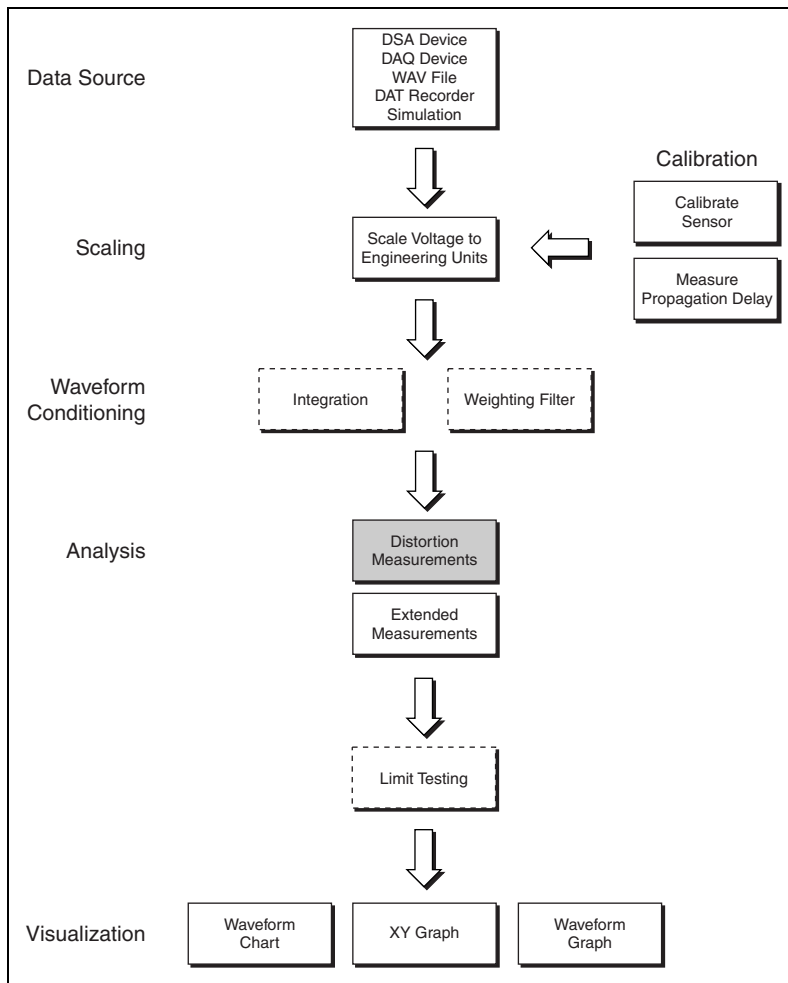 Data Source
DSA Device
DAQ Device
WAV File
DAT Recorder
Simulation
Calibration
Calibrate
Sensor
Measure
Propagation Delay
Scaling
Scale Voltage to
Engineering Units
Waveform
Conditioning
Integration
Weighting Filter
Analysis
Distortion
Measurements
Extended
Measurements
Limit Testing
Visualization
Waveform
Chart
XY Graph
Waveform
Graph